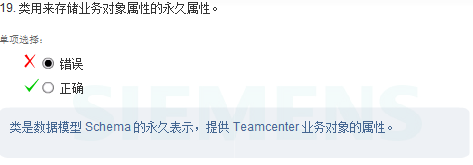 19. 类用来存储业务对象属性的永久属性。
单项选择：
错误
正确
SIEMENS
类是数据模型 Schema 的永久表示，提供 Teamcenter 业务对象的属性。